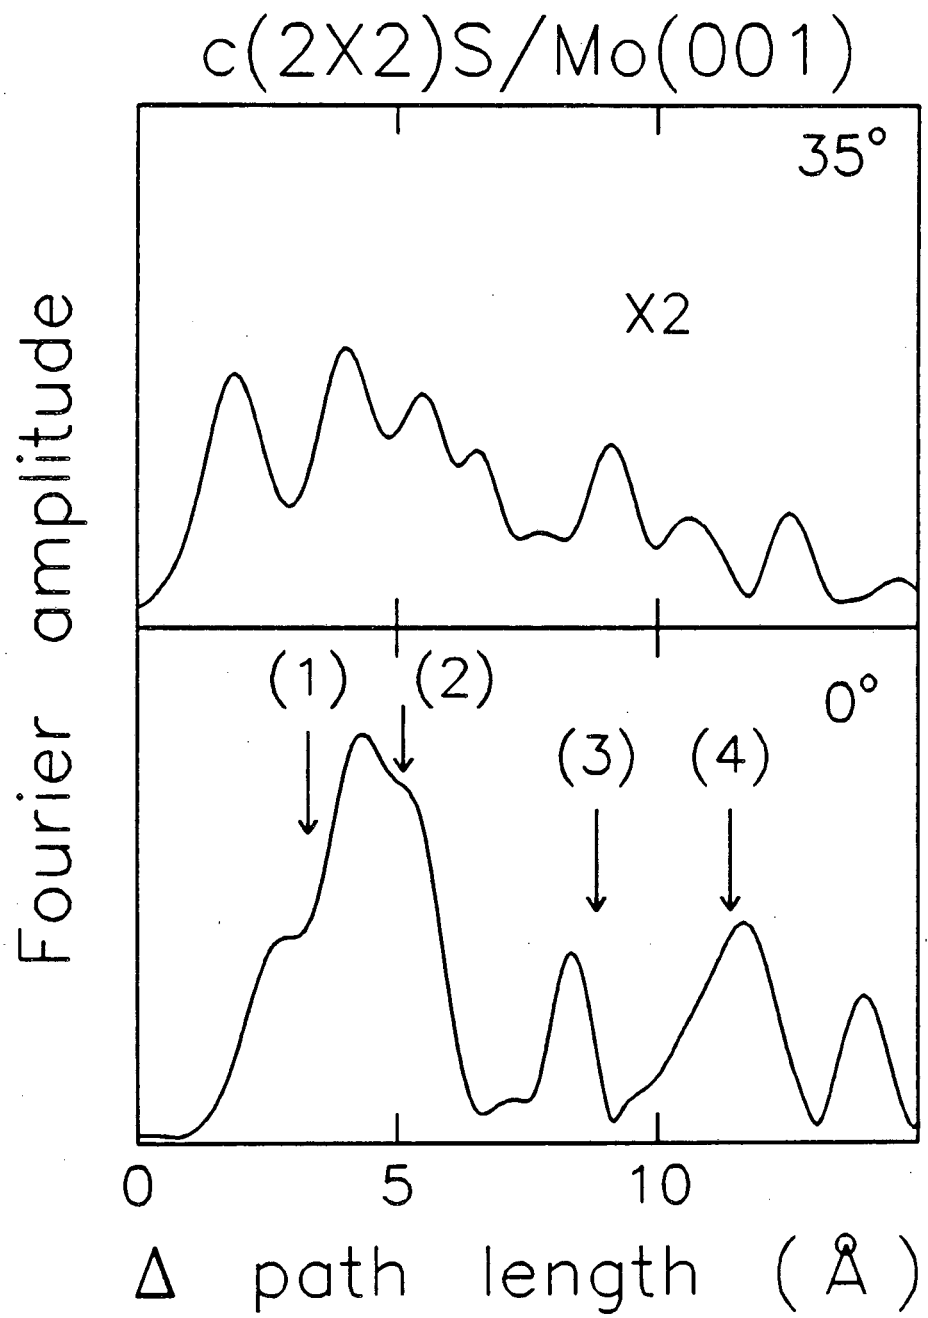 c(2X2)S/Mo(001)
35°
X2
Fourier amplitude
(1) (2) 0°
(3) (4)
0 5 10
Δ path length (Å)